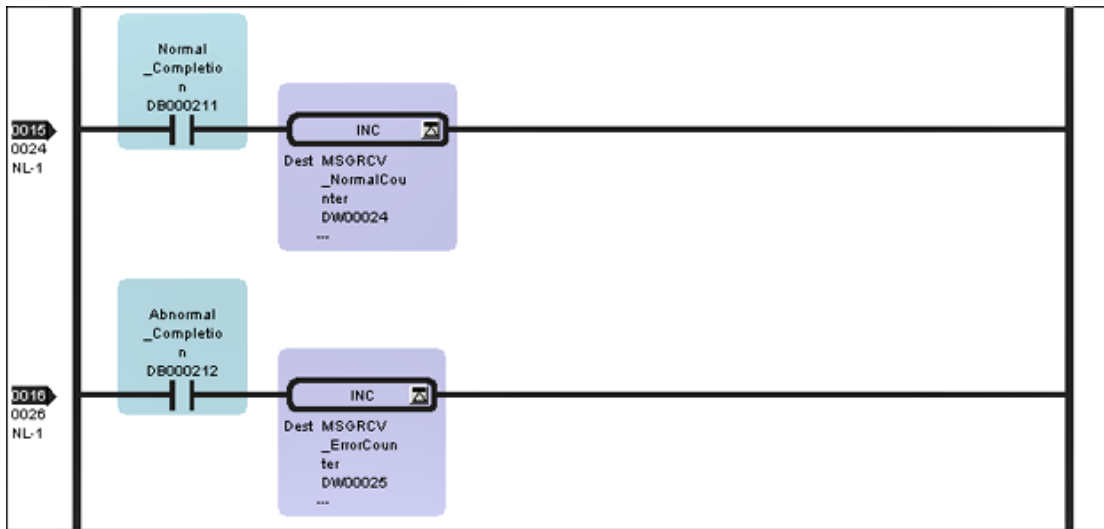 Normal
_Completio
n
DB000211
0015
0024
NL-1
INC
Dest MSGRCV
_NormalCou
nter
DW00024
...
Abnormal
_Completio
n
DB000212
0016
0026
NL-1
INC
Dest MSGRCV
_ErrorCoun
ter
DW00025
...